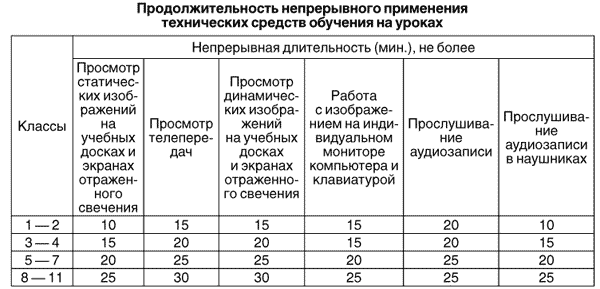 Продолжительность непрерывного применения
технических средств обучения на уроках
Классы
Непрерывная длительность (мин.), не более
Просмотр
статичес-
ких изоб-
ражений
на
учебных
досках и
экранах
отражен-
ного
свечения
Просмотр
телепере-
дач
Просмотр
динамичес-
ких изобра-
жений
на учебных
досках
и экранах
отраженно-
го свечения
Работа
с изображе-
нием на инди-
видуальном
мониторе
компьютера и
клавиатурой
Прослушива-
ние
аудиозаписи
Прослушива-
ние
аудиозаписи
в наушниках
1 — 2 10 15 15 15 20 10
3 — 4 15 20 20 15 20 15
5 — 7 20 25 25 20 25 20
8 — 11 25 30 30 25 25 25